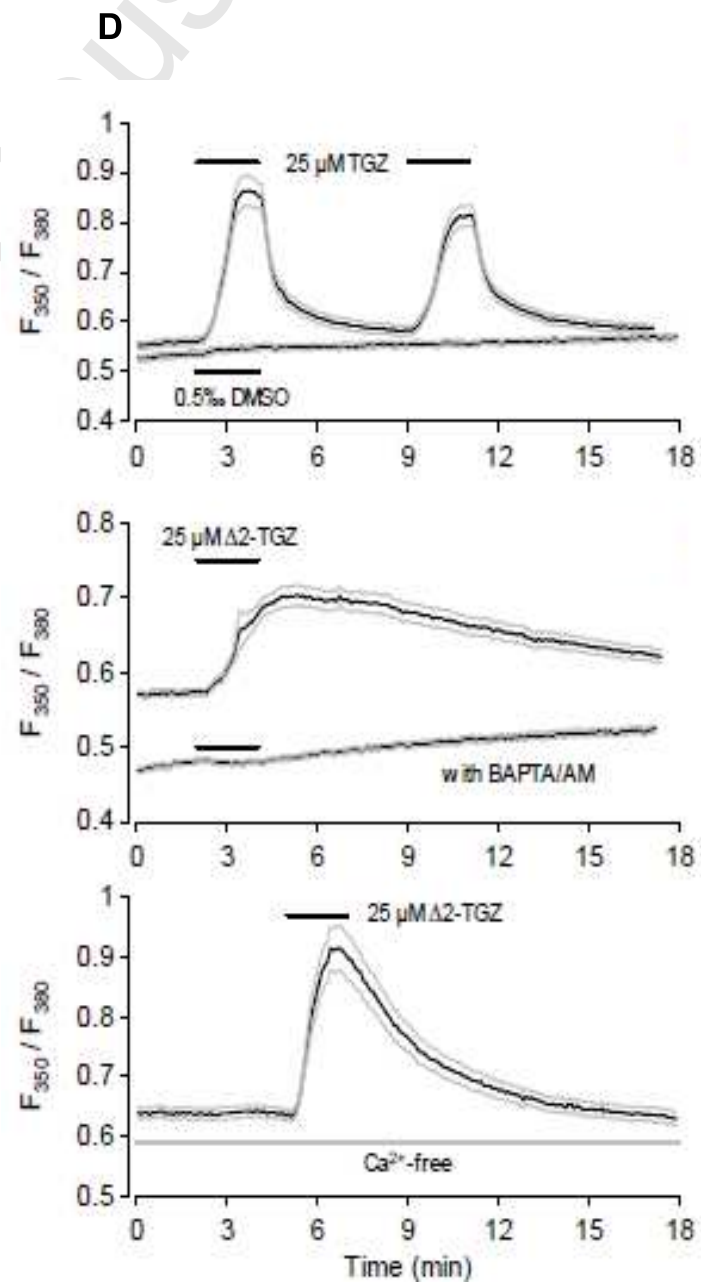 D
1
0.9
0.8
0.7
0.6
0.5
0.4
F350 / F380
25 µM TGZ
0.5‰ DMSO
0 3 6 9 12 15 18
0.8
0.7
0.6
0.5
0.4
F350 / F380
25 µM Δ2-TGZ
with BAPTA/AM
0 3 6 9 12 15 18
1
0.9
0.8
0.7
0.6
0.5
F350 / F380
25 µM Δ2-TGZ
Ca2+-free
0 3 6 9 12 15 18
Time (min)